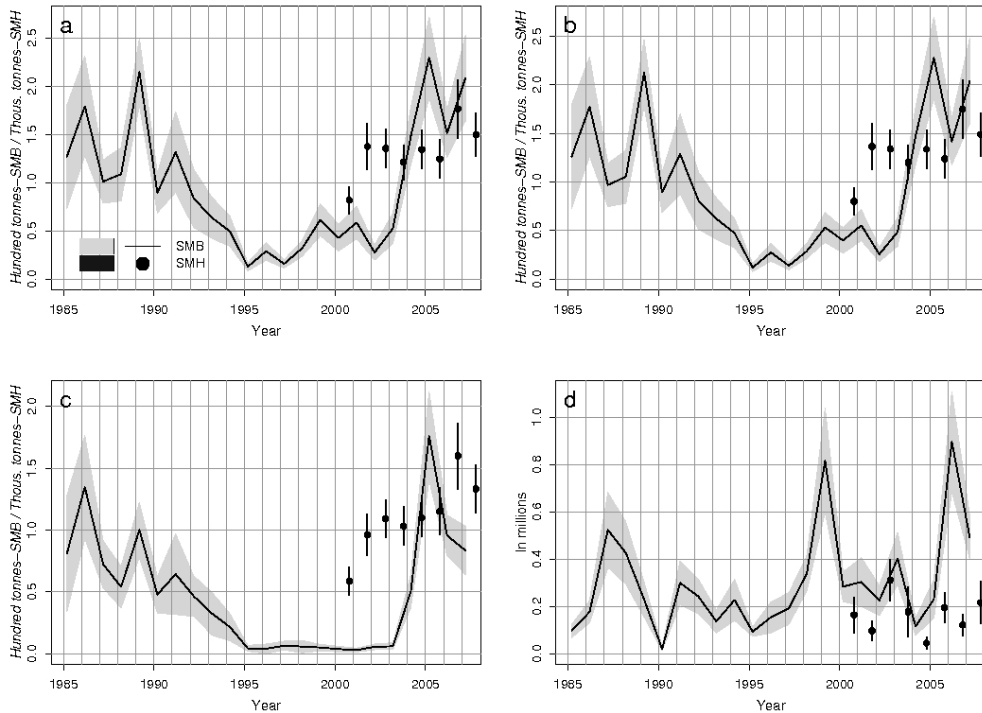 a
Hundred tonnes-SMB / Thous. tonnes-SMH
2.5
2.0
1.5
1.0
0.5
0.0
SMB
SMH
1985 1990 1995 2000 2005
Year
b
Hundred tonnes-SMB / Thous. tonnes-SMH
2.5
2.0
1.5
1.0
0.5
0.0
1985 1990 1995 2000 2005
Year
c
Hundred tonnes-SMB / Thous. tonnes-SMH
2.0
1.5
1.0
0.5
0.0
1985 1990 1995 2000 2005
Year
d
In millions
1.0
0.8
0.6
0.4
0.2
0.0
1985 1990 1995 2000 2005
Year